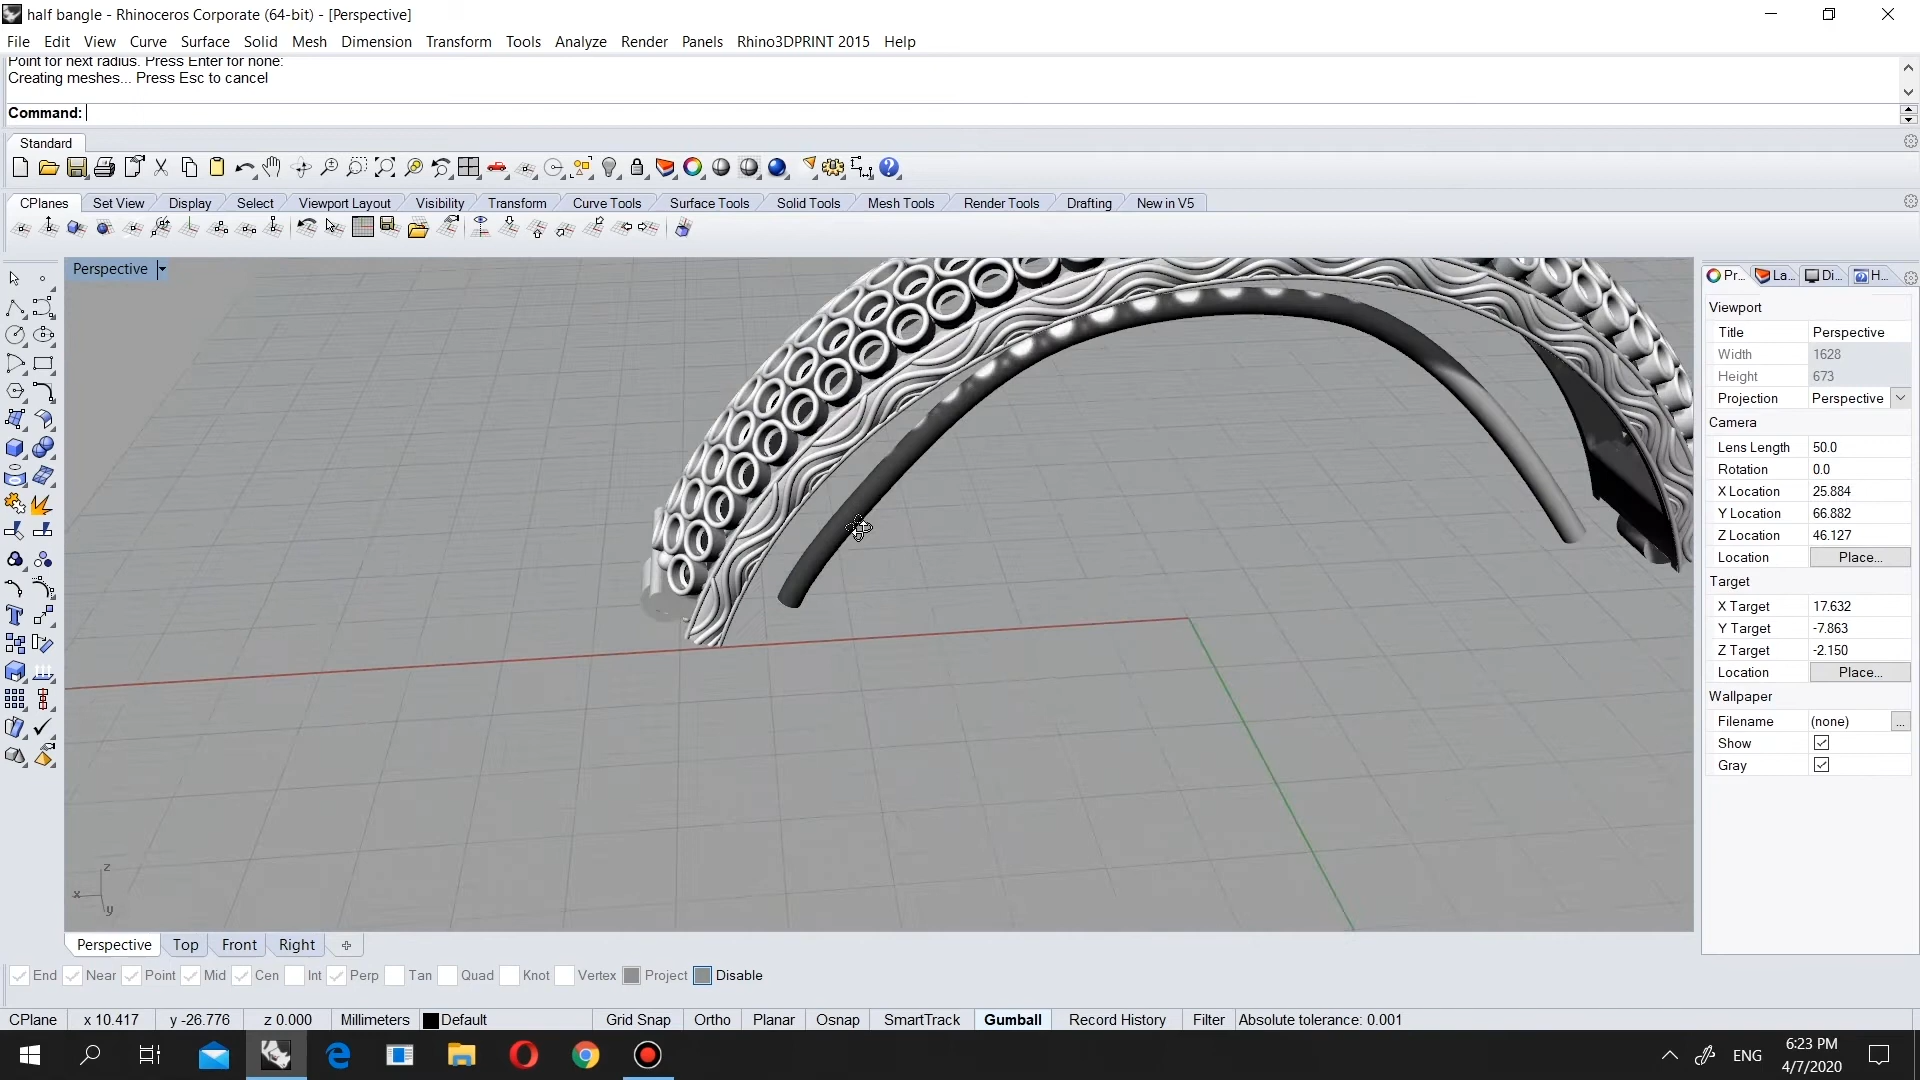 half bangle - Rhinoceros Corporate (64-bit) - [Perspective]
File Edit View Curve Surface Solid Mesh Dimension Transform Tools Analyze Render Panels Rhino3DPRINT 2015 Help
Point for next radius. Press Enter for none:
Creating meshes... Press Esc to cancel
Command:
Standard
CPlanes Set View Display Select Viewport Layout Visibility Transform Curve Tools Surface Tools Solid Tools Mesh Tools Render Tools Drafting New in V5
Perspective
Pr... La... Di... H...
Viewport
Title Perspective
Width 1628
Height 673
Projection Perspective
Camera
Lens Length 50.0
Rotation 0.0
X Location 25.884
Y Location 66.882
Z Location 46.127
Location Place...
Target
X Target 17.632
Y Target -7.863
Z Target -2.150
Location Place...
Wallpaper
Filename (none) ...
Show
Gray
z
x
y
Perspective Top Front Right
End Near Point Mid Cen Int Perp Tan Quad Knot Vertex Project Disable
CPlane x 10.417 y -26.776 z 0.000 Millimeters Default Grid Snap Ortho Planar Osnap SmartTrack Gumball Record History Filter Absolute tolerance: 0.001
ENG
6:23 PM
4/7/2020